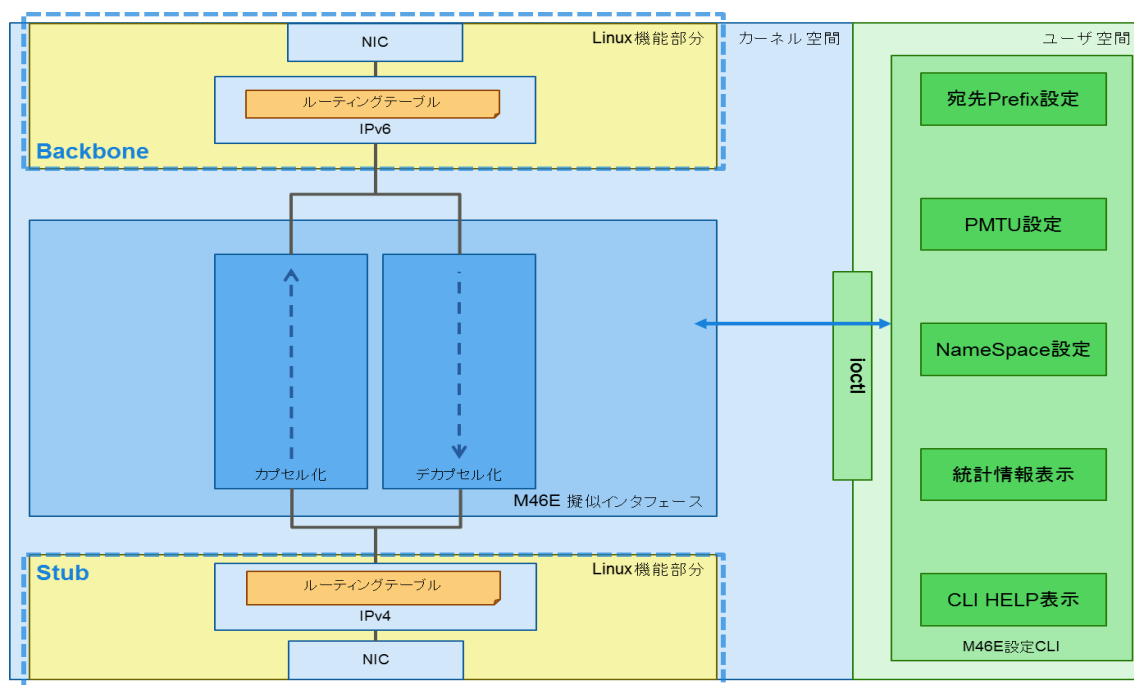 NIC
Linux機能部分
カーネル空間
ユーザ空間
ルーティングテーブル
IPv6
Backbone
宛先Prefix設定
PMTU設定
NameSpace設定
統計情報表示
CLI HELP表示
M46E設定CLI
ioctl
カプセル化
デカプセル化
M46E 擬似インタフェース
Stub
Linux機能部分
ルーティングテーブル
IPv4
NIC